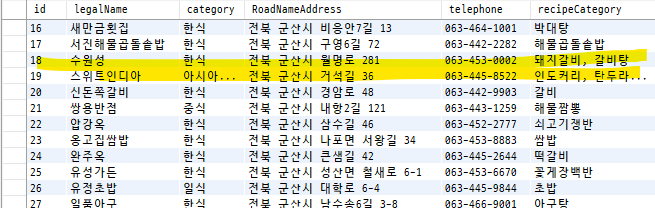 id legalName category RoadNameAddress telephone recipeCategory
16 새만금횟집 한식 전북 군산시 비응안7길 13 063-464-1001 박대탕
17 서진해물곱돌솥밥 한식 전북 군산시 구영6길 72 063-442-2282 해물곱돌솥밥
18 수원성 한식 전북 군산시 월명로 281 063-453-0002 돼지갈비, 갈비탕
19 스위트인디아 아시아... 전북 군산시 거석길 36 063-445-8522 인도커리, 탄두라...
20 신돈쪽갈비 한식 전북 군산시 경암로 48 063-442-9903 갈비
21 쌍용반점 중식 전북 군산시 내항2길 121 063-443-1259 해물짬뽕
22 압강옥 한식 전북 군산시 삼수길 46 063-452-2777 쇠고기쟁반
23 옹고집쌈밥 한식 전북 군산시 나포면 서왕길 34 063-453-8883 쌈밥
24 완주옥 한식 전북 군산시 큰샘길 42 063-445-2644 떡갈비
25 유성가든 한식 전북 군산시 성산면 철새로 6-1 063-453-6670 꽃게장백반
26 유정초밥 일식 전북 군산시 대학로 6-4 063-445-9844 초밥
27 일품아구 한식 전북 군산시 남수송6길 3-8 063-466-9001 아구탕